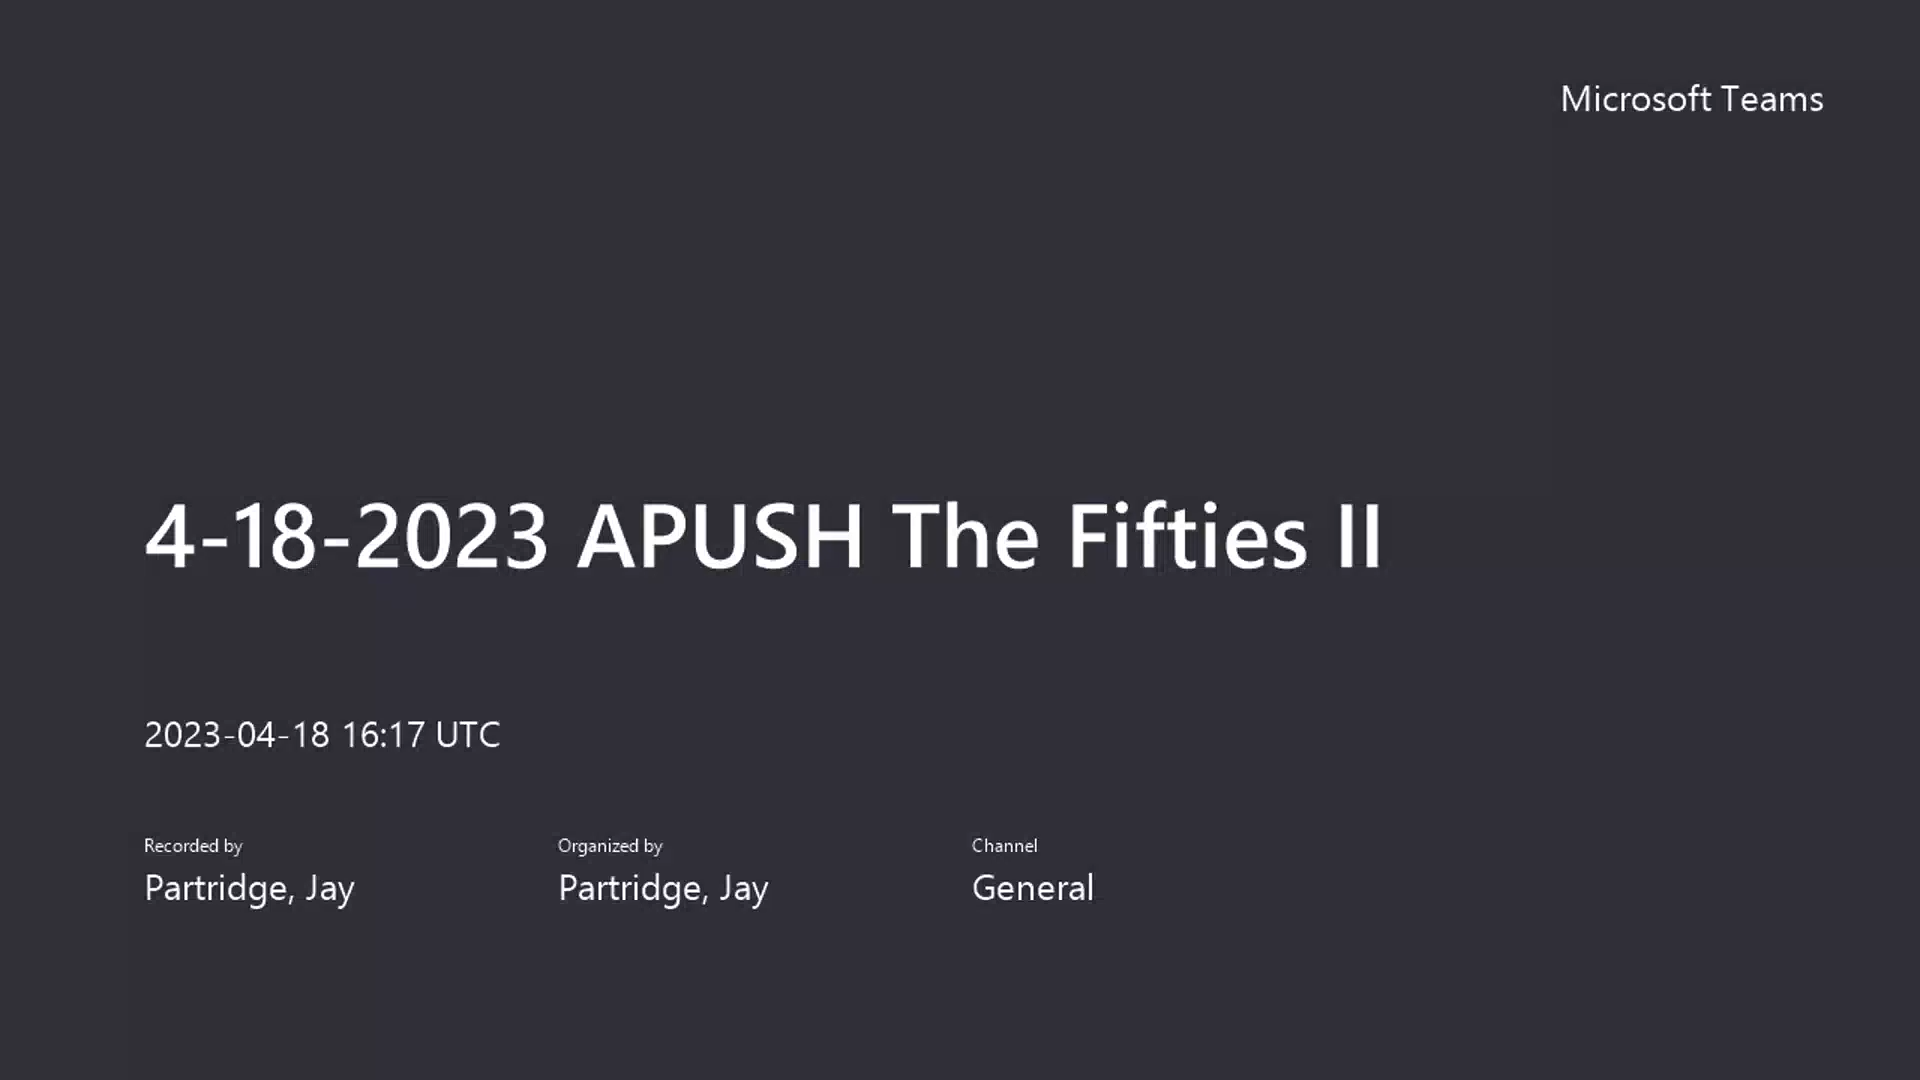 Microsoft Teams
4-18-2023 APUSH The Fifties II
2023-04-18 16:17 UTC
Recorded by
Partridge, Jay
Organized by
Partridge, Jay
Channel
General